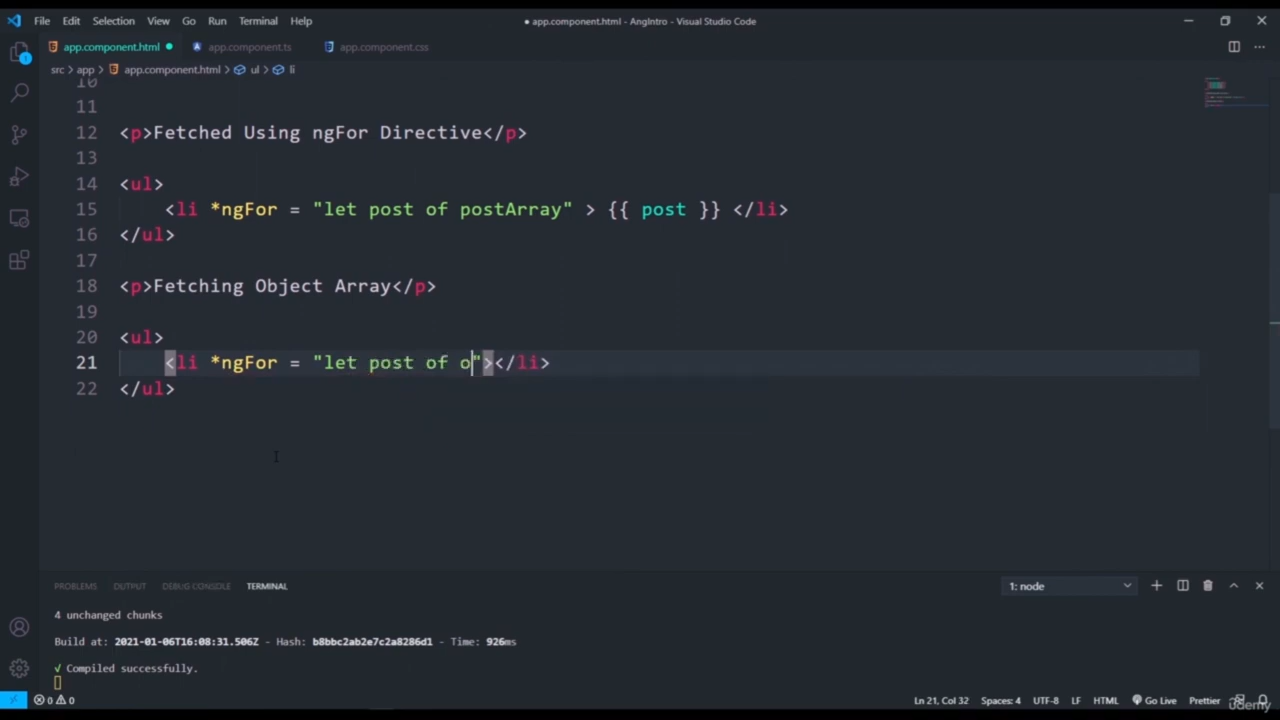 File Edit Selection View Go Run Terminal Help ● app.component.html - AngIntro - Visual Studio Code
app.component.html ● app.component.ts app.component.css
src > app > app.component.html > ul > li
10
11
12 <p>Fetched Using ngFor Directive</p>
13
14 <ul>
15 <li *ngFor = "let post of postArray" > {{ post }} </li>
16 </ul>
17
18 <p>Fetching Object Array</p>
19
20 <ul>
21 <li *ngFor = "let post of o"></li>
22 </ul>
PROBLEMS OUTPUT DEBUG CONSOLE TERMINAL 1: node
4 unchanged chunks
Build at: 2021-01-06T16:08:31.506Z - Hash: b8bbc2ab2e7c2a8286d1 - Time: 926ms
√ Compiled successfully.
0 0 Ln 21, Col 32 Spaces: 4 UTF-8 LF HTML Go Live Prettier
udemy